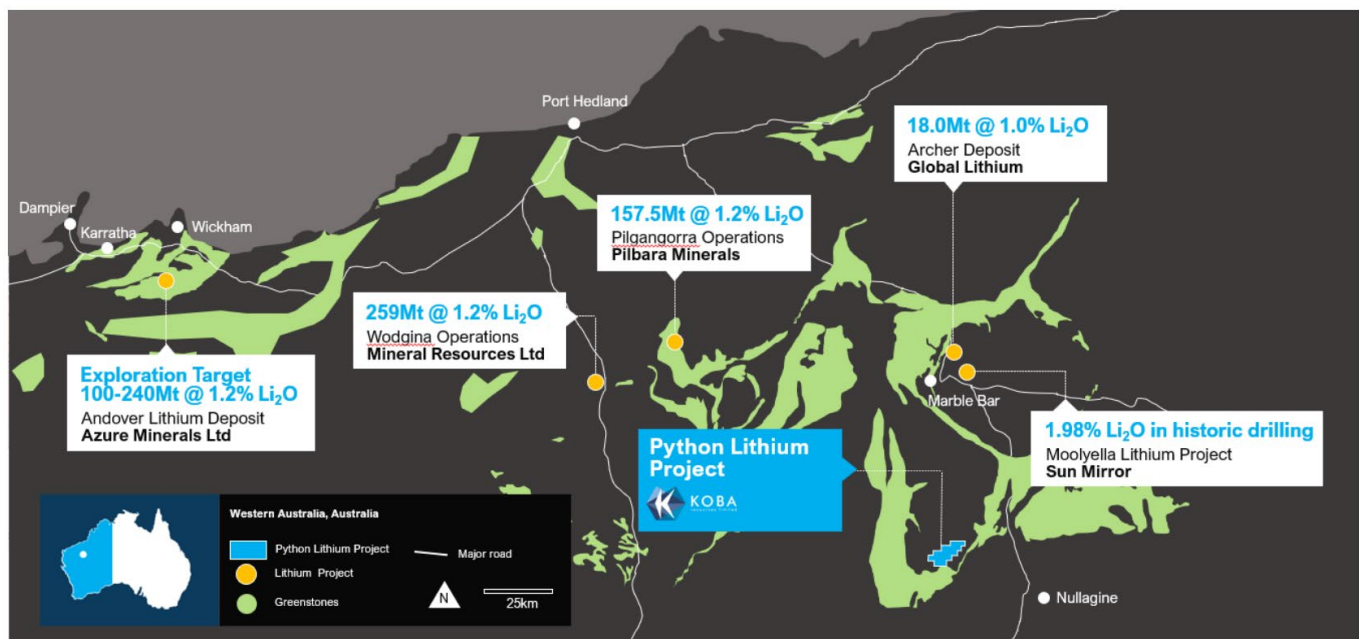 Port Hedland
18.0Mt @ 1.0% Li₂O
Archer Deposit
Global Lithium
Dampier
Karratha
Wickham
157.5Mt @ 1.2% Li₂O
Pilgangorra Operations
Pilbara Minerals
259Mt @ 1.2% Li₂O
Wodgina Operations
Mineral Resources Ltd
Exploration Target
100-240Mt @ 1.2% Li₂O
Andover Lithium Deposit
Azure Minerals Ltd
Marble Bar
1.98% Li₂O in historic drilling
Moolyella Lithium Project
Sun Mirror
Python Lithium
Project
KOBA
Western Australia, Australia
Python Lithium Project
Major road
Lithium Project
N
25km
Greenstones
Nullagine